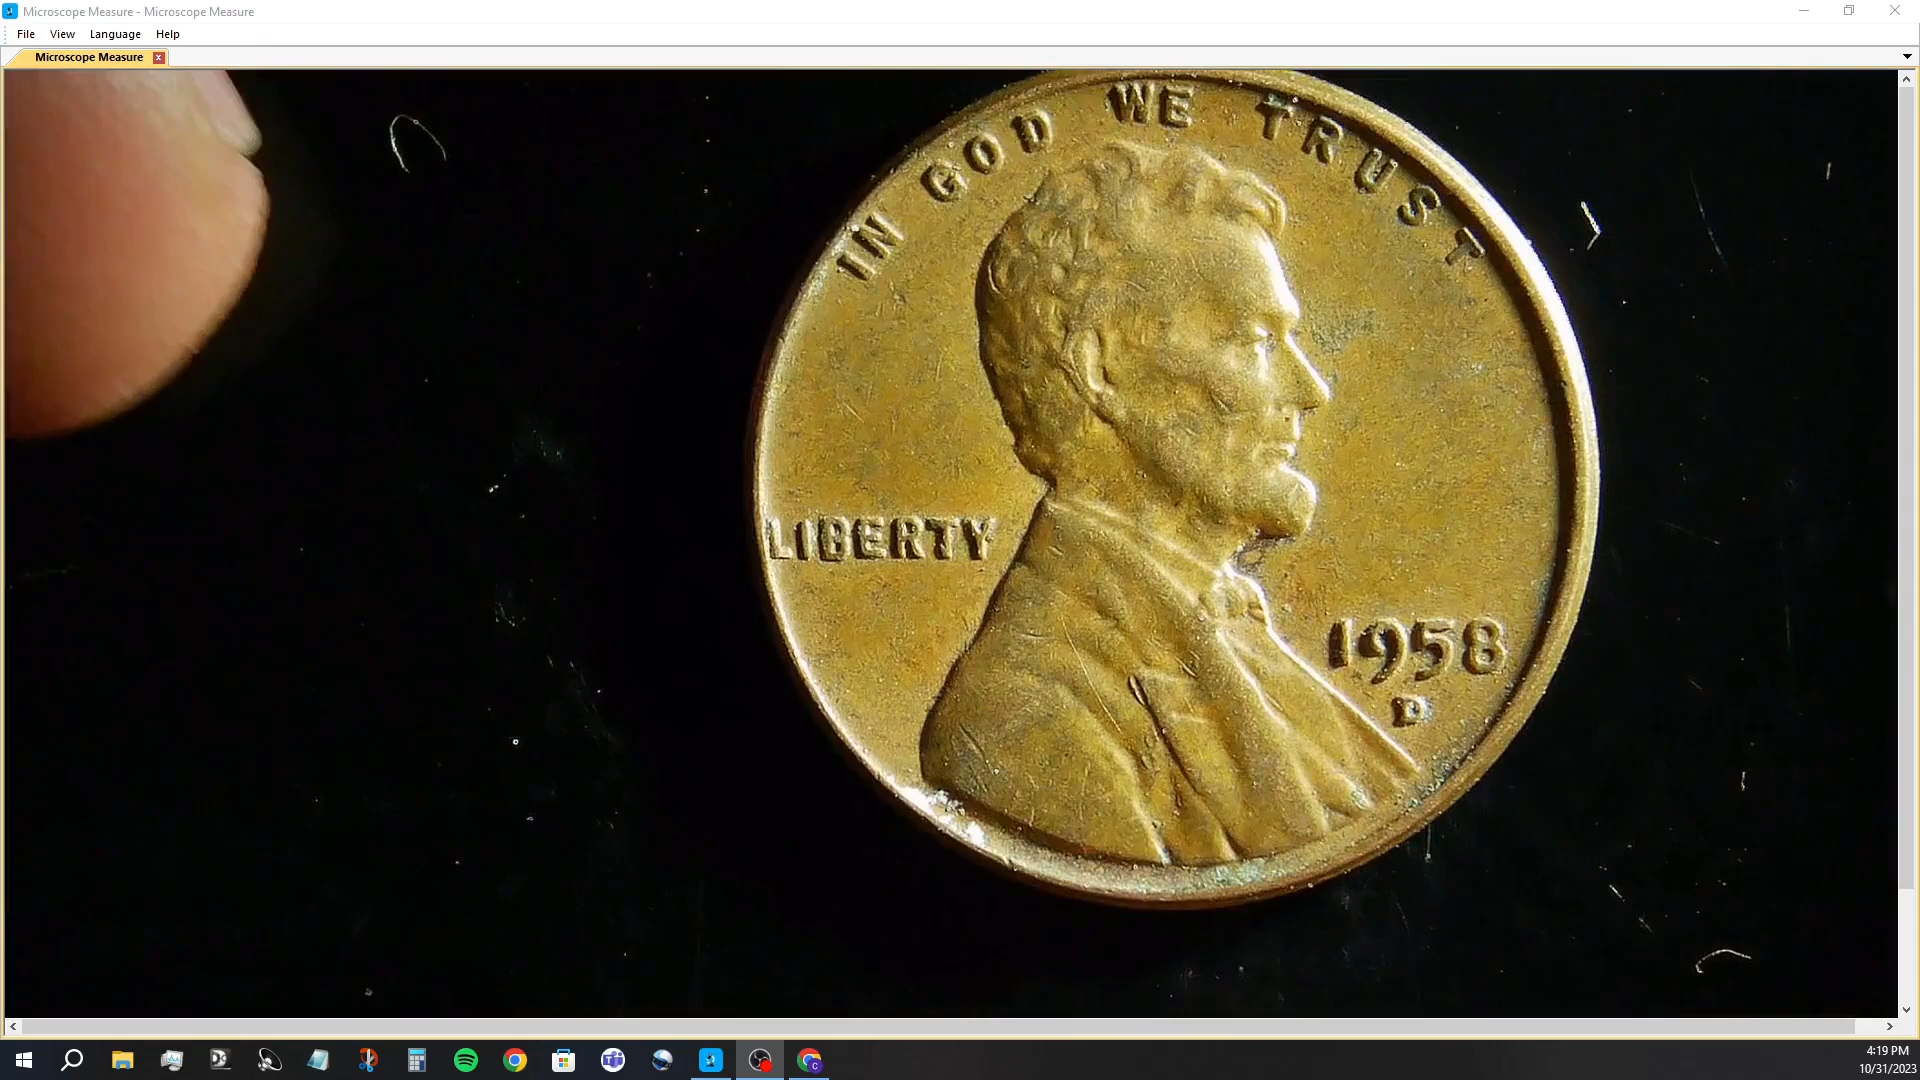 Microscope Measure - Microscope Measure
File View Language Help
Microscope Measure
IN GOD WE TRUST
LIBERTY
1958
D
4:19 PM
10/31/2023